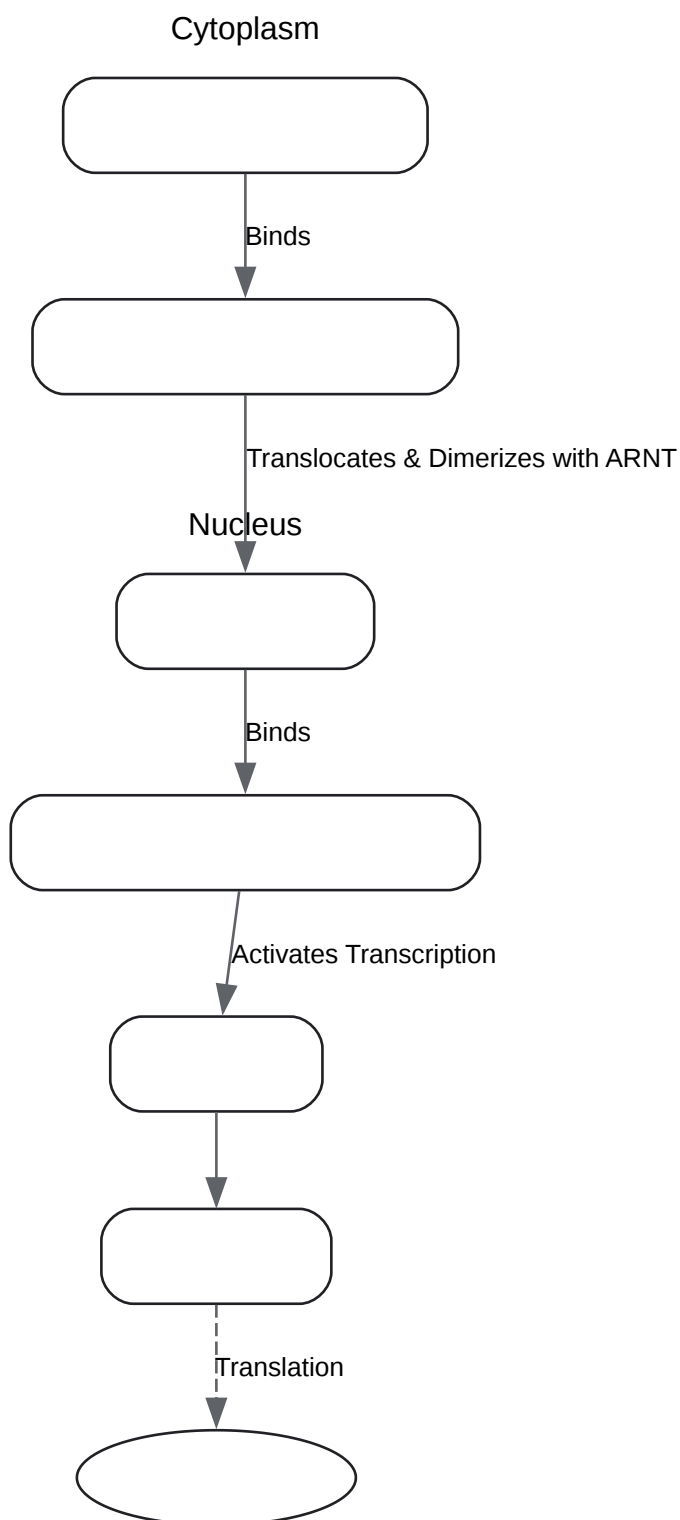 Cytoplasm
Binds
Translocates & Dimerizes with ARNT
Nucleus
Binds
Activates Transcription
Translation